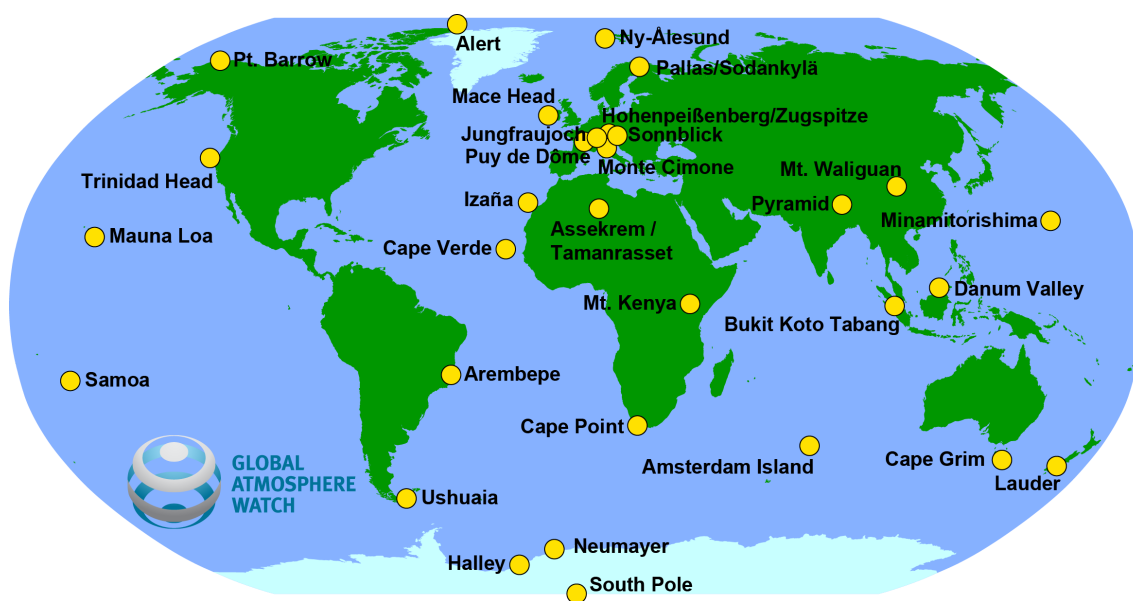 Alert
Ny-Ålesund
Pt. Barrow
Pallas/Sodankylä
Mace Head
Hohenpeißenberg/Zugspitze
Jungfraujoch
Sonnblick
Puy de Dôme
Monte Cimone
Mt. Waliguan
Trinidad Head
Izaña
Pyramid
Minamitorishima
Mauna Loa
Cape Verde
Assekrem /
Tamanrasset
Danum Valley
Mt. Kenya
Bukit Koto Tabang
Samoa
Arembepe
Cape Point
Amsterdam Island
Cape Grim
Lauder
GLOBAL
ATMOSPHERE
WATCH
Ushuaia
Neumayer
Halley
South Pole